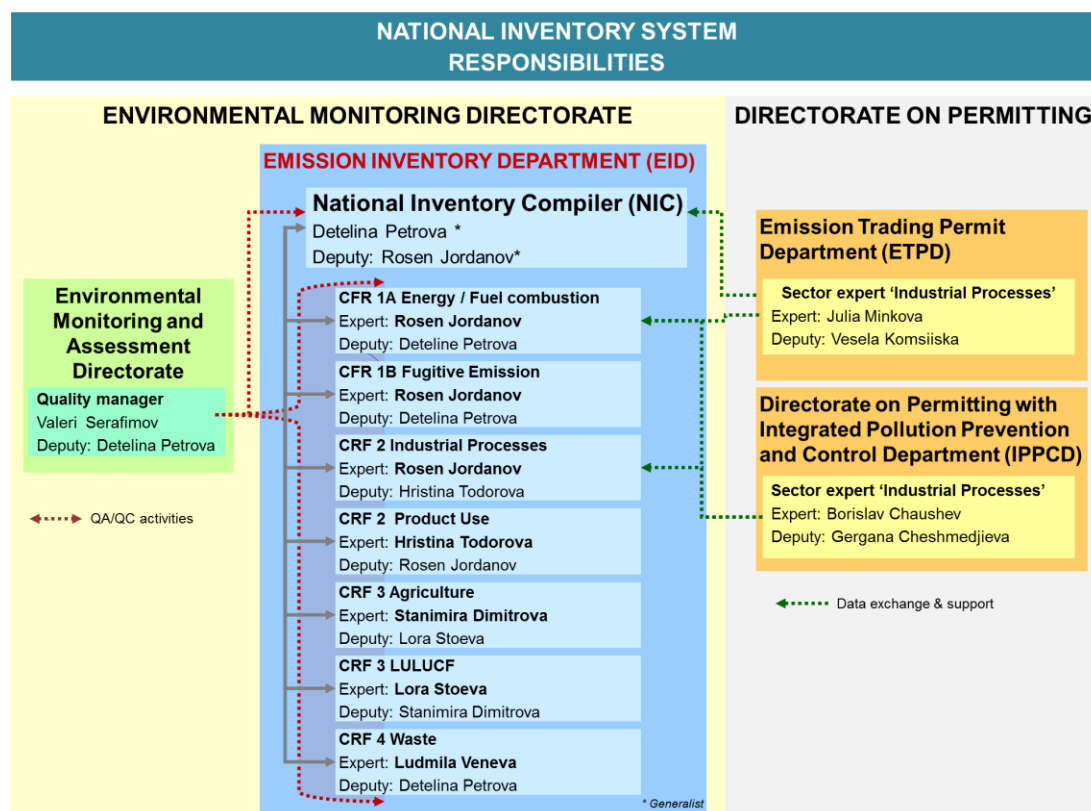 NATIONAL INVENTORY SYSTEM
RESPONSIBILITIES
ENVIRONMENTAL MONITORING DIRECTORATE
DIRECTORATE ON PERMITTING
EMISSION INVENTORY DEPARTMENT (EID)
National Inventory Compiler (NIC)
Detelina Petrova *
Deputy: Rosen Jordanov*
Environmental
Monitoring and
Assessment
Directorate
Quality manager
Valeri Serafimov
Deputy: Detelina Petrova
QA/QC activities
CFR 1A Energy / Fuel combustion
Expert: Rosen Jordanov
Deputy: Deteline Petrova
CFR 1B Fugitive Emission
Expert: Rosen Jordanov
Deputy: Detelina Petrova
CRF 2 Industrial Processes
Expert: Rosen Jordanov
Deputy: Hristina Todorova
CRF 2 Product Use
Expert: Hristina Todorova
Deputy: Rosen Jordanov
CRF 3 Agriculture
Expert: Stanimira Dimitrova
Deputy: Lora Stoeva
CRF 3 LULUCF
Expert: Lora Stoeva
Deputy: Stanimira Dimitrova
CRF 4 Waste
Expert: Ludmila Veneva
Deputy: Detelina Petrova
* Generalist
Emission Trading Permit
Department (ETPD)
Sector expert ‘Industrial Processes’
Expert: Julia Minkova
Deputy: Vesela Komsiiska
Directorate on Permitting with
Integrated Pollution Prevention
and Control Department (IPPCD)
Sector expert ‘Industrial Processes’
Expert: Borislav Chaushev
Deputy: Gergana Cheshmedjieva
Data exchange & support